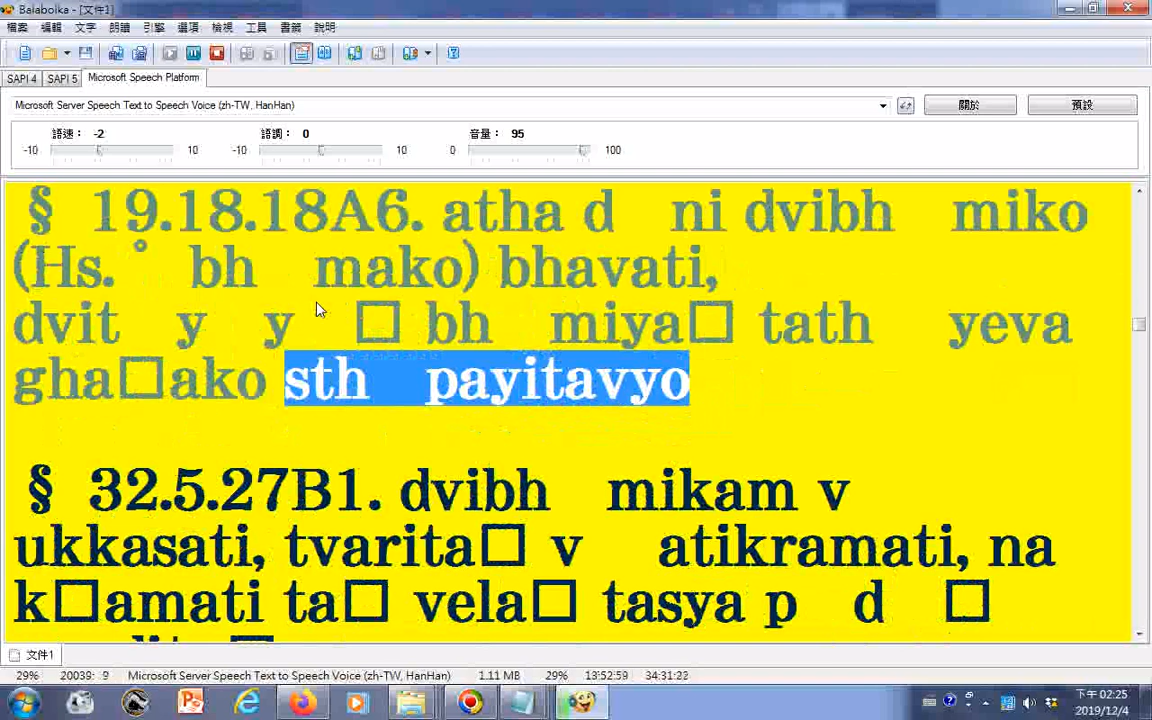 Balabolka - [文件1]
檔案 編輯 文字 朗讀 引擎 選項 檢視 工具 書籤 說明
SAPI 4 SAPI 5 Microsoft Speech Platform
Microsoft Server Speech Text to Speech Voice (zh-TW, HanHan) 關於 預設
語速： -2 語調： 0 音量： 95
-10 10 -10 10 0 100
§ 19.18.18A6. atha d ni dvibh miko
(Hs. ° bh mako) bhavati,
dvit y y □ bh miya□ tath yeva
gha□ako sth payitavyo
§ 32.5.27B1. dvibh mikam v
ukkasati, tvarita□ v atikramati, na
k□amati ta□ vela□ tasya p d □
文件1
29% 20039: 9 Microsoft Server Speech Text to Speech Voice (zh-TW, HanHan) 1.11 MB 29% 13:52:59 34:31:22
下午 02:25
2019/12/4